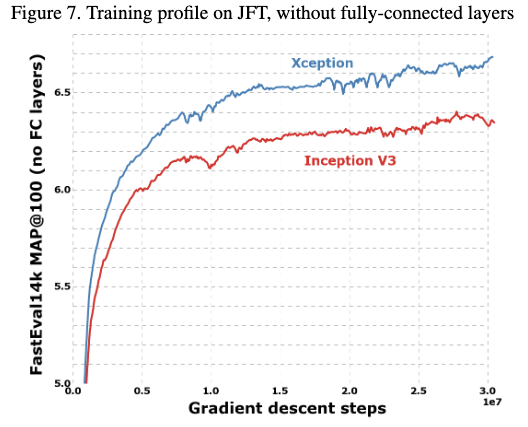 Figure 7. Training profile on JFT, without fully-connected layers
FastEval14k MAP@100 (no FC layers)
Xception
6.5
Inception V3
6.0
5.5
5.0
0.0 0.5 1.0 1.5 2.0 2.5 3.0
1e7
Gradient descent steps